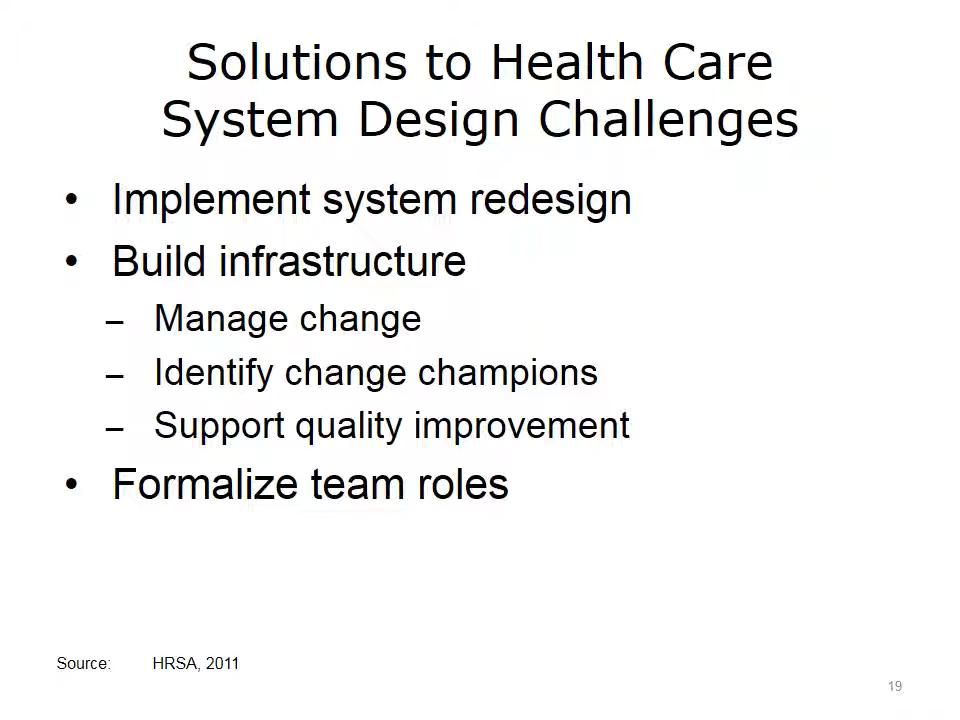 Solutions to Health Care
System Design Challenges
• Implement system redesign
• Build infrastructure
– Manage change
– Identify change champions
– Support quality improvement
• Formalize team roles
Source: HRSA, 2011
19